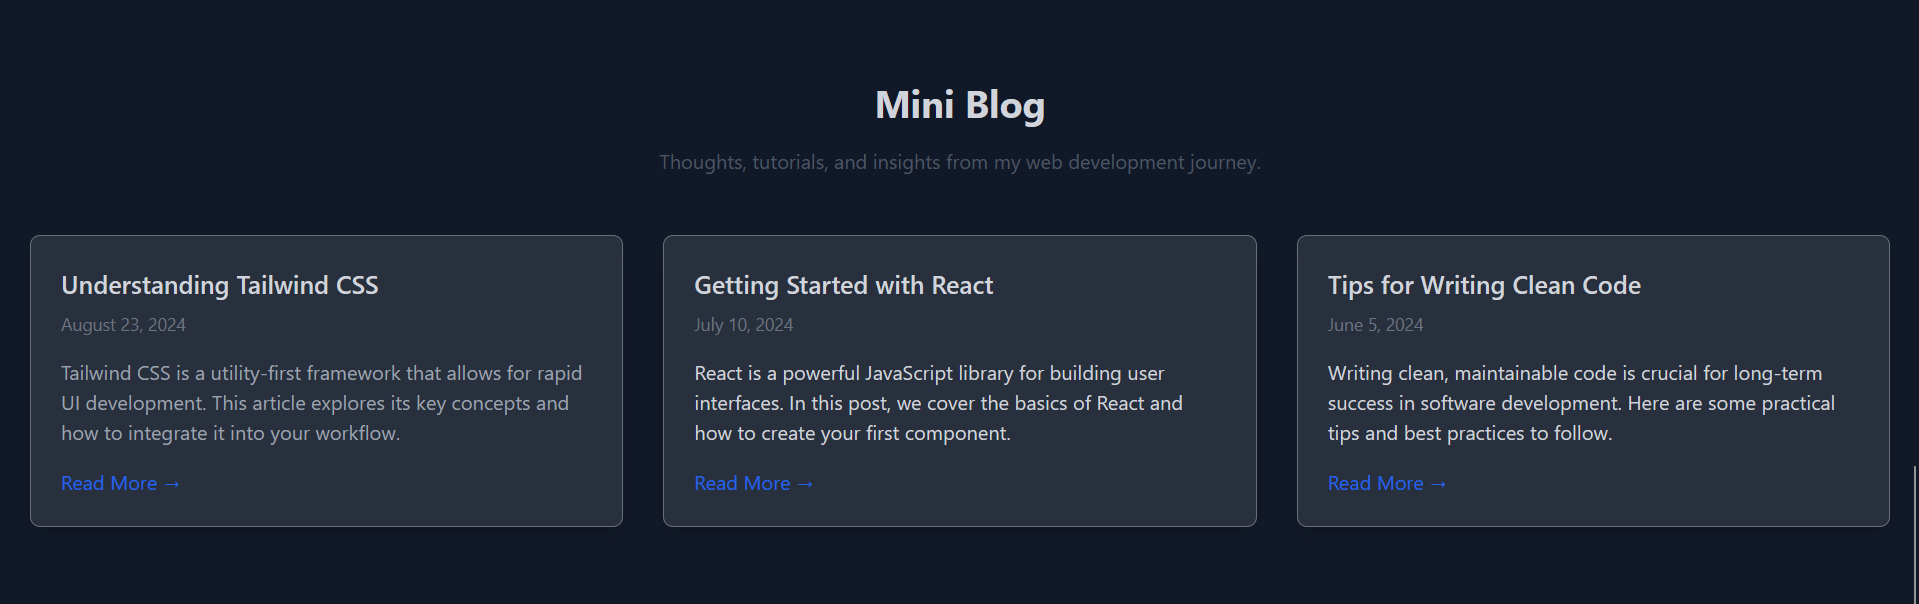 Mini Blog
Thoughts, tutorials, and insights from my web development journey.
Understanding Tailwind CSS
August 23, 2024
Tailwind CSS is a utility-first framework that allows for rapid
UI development. This article explores its key concepts and
how to integrate it into your workflow.
Read More →
Getting Started with React
July 10, 2024
React is a powerful JavaScript library for building user
interfaces. In this post, we cover the basics of React and
how to create your first component.
Read More →
Tips for Writing Clean Code
June 5, 2024
Writing clean, maintainable code is crucial for long-term
success in software development. Here are some practical
tips and best practices to follow.
Read More →